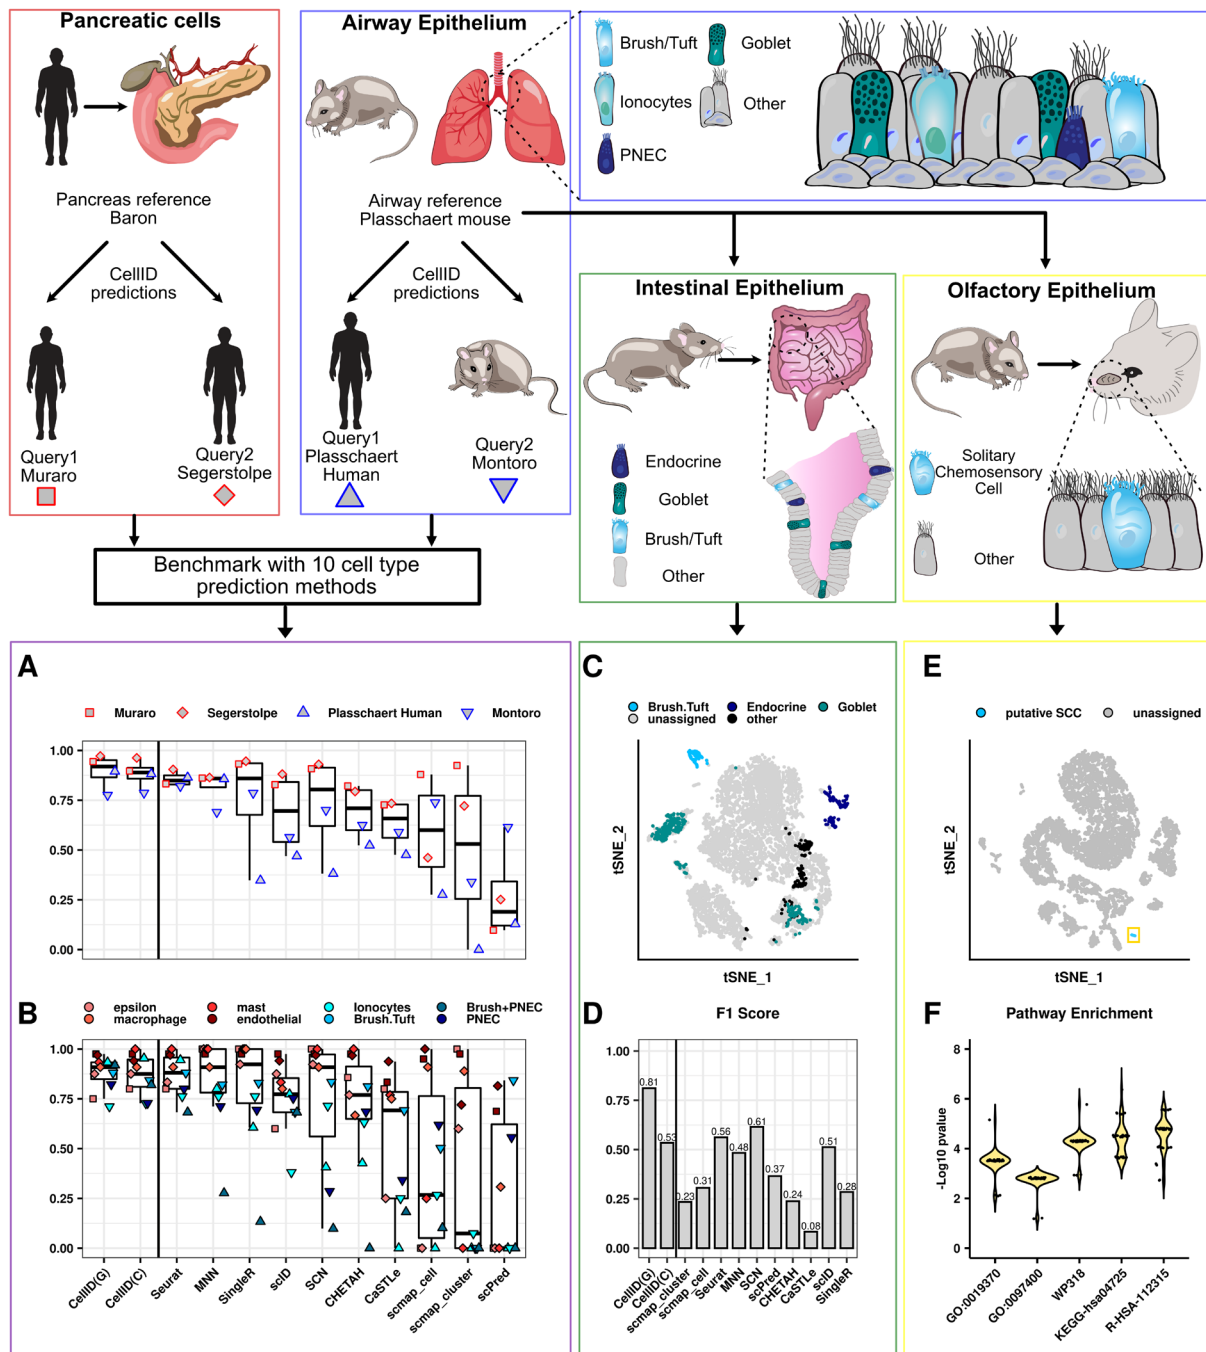 Pancreatic cells
Pancreas reference
Baron
CellID
predictions
Query1
Muraro
Query2
Segerstolpe
Airway Epithelium
Airway reference
Plasschaert mouse
CellID
predictions
Query1
Plasschaert
Human
Query2
Montoro
Brush/Tuft
Goblet
Ionocytes
Other
PNEC
Intestinal Epithelium
Endocrine
Goblet
Brush/Tuft
Other
Olfactory Epithelium
Solitary
Chemosensory
Cell
Other
Benchmark with 10 cell type
prediction methods
A
Muraro Segerstolpe Plasschaert Human Montoro
1.00
0.75
0.50
0.25
0.00
B
epsilon mast Ionocytes Brush+PNEC
macrophage endothelial Brush.Tuft PNEC
1.00
0.75
0.50
0.25
0.00
CellID(G) CellID(C) Seurat MNN SingleR scID SCN CHETAH CaSTLe scmap_cell scmap_cluster scPred
C
Brush.Tuft Endocrine Goblet
unassigned other
tSNE_2
tSNE_1
D
F1 Score
1.00
0.75
0.50
0.25
0.00
0.81 0.53 0.23 0.31 0.56 0.48 0.61 0.37 0.24 0.08 0.51 0.28
CellID(G) CellID(C) scmap_cluster scmap_cell Seurat MNN SCN scPred CHETAH CaSTLe scID SingleR
E
putative SCC unassigned
tSNE_2
tSNE_1
F
Pathway Enrichment
-Log10 pvalue
8
6
4
2
0
GO:0019370 GO:0097400 WP318 KEGG-hsa04725 R-HSA-112315